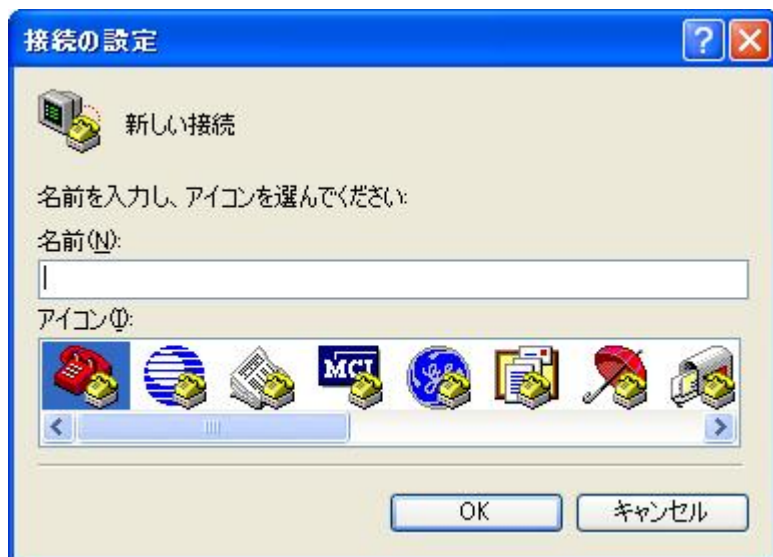 接続の設定
新しい接続
名前を入力し、アイコンを選んでください:
名前(N):
アイコン(I):
MCI
OK
キャンセル